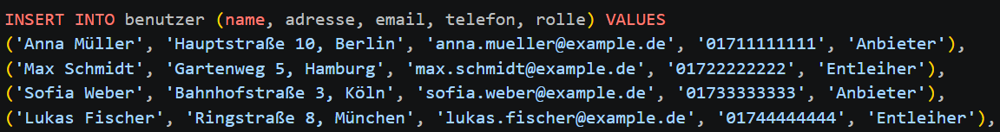 INSERT INTO benutzer (name, adresse, email, telefon, rolle) VALUES
('Anna Müller', 'Hauptstraße 10, Berlin', 'anna.mueller@example.de', '01711111111', 'Anbieter'),
('Max Schmidt', 'Gartenweg 5, Hamburg', 'max.schmidt@example.de', '01722222222', 'Entleiher'),
('Sofia Weber', 'Bahnhofstraße 3, Köln', 'sofia.weber@example.de', '01733333333', 'Anbieter'),
('Lukas Fischer', 'Ringstraße 8, München', 'lukas.fischer@example.de', '01744444444', 'Entleiher'),